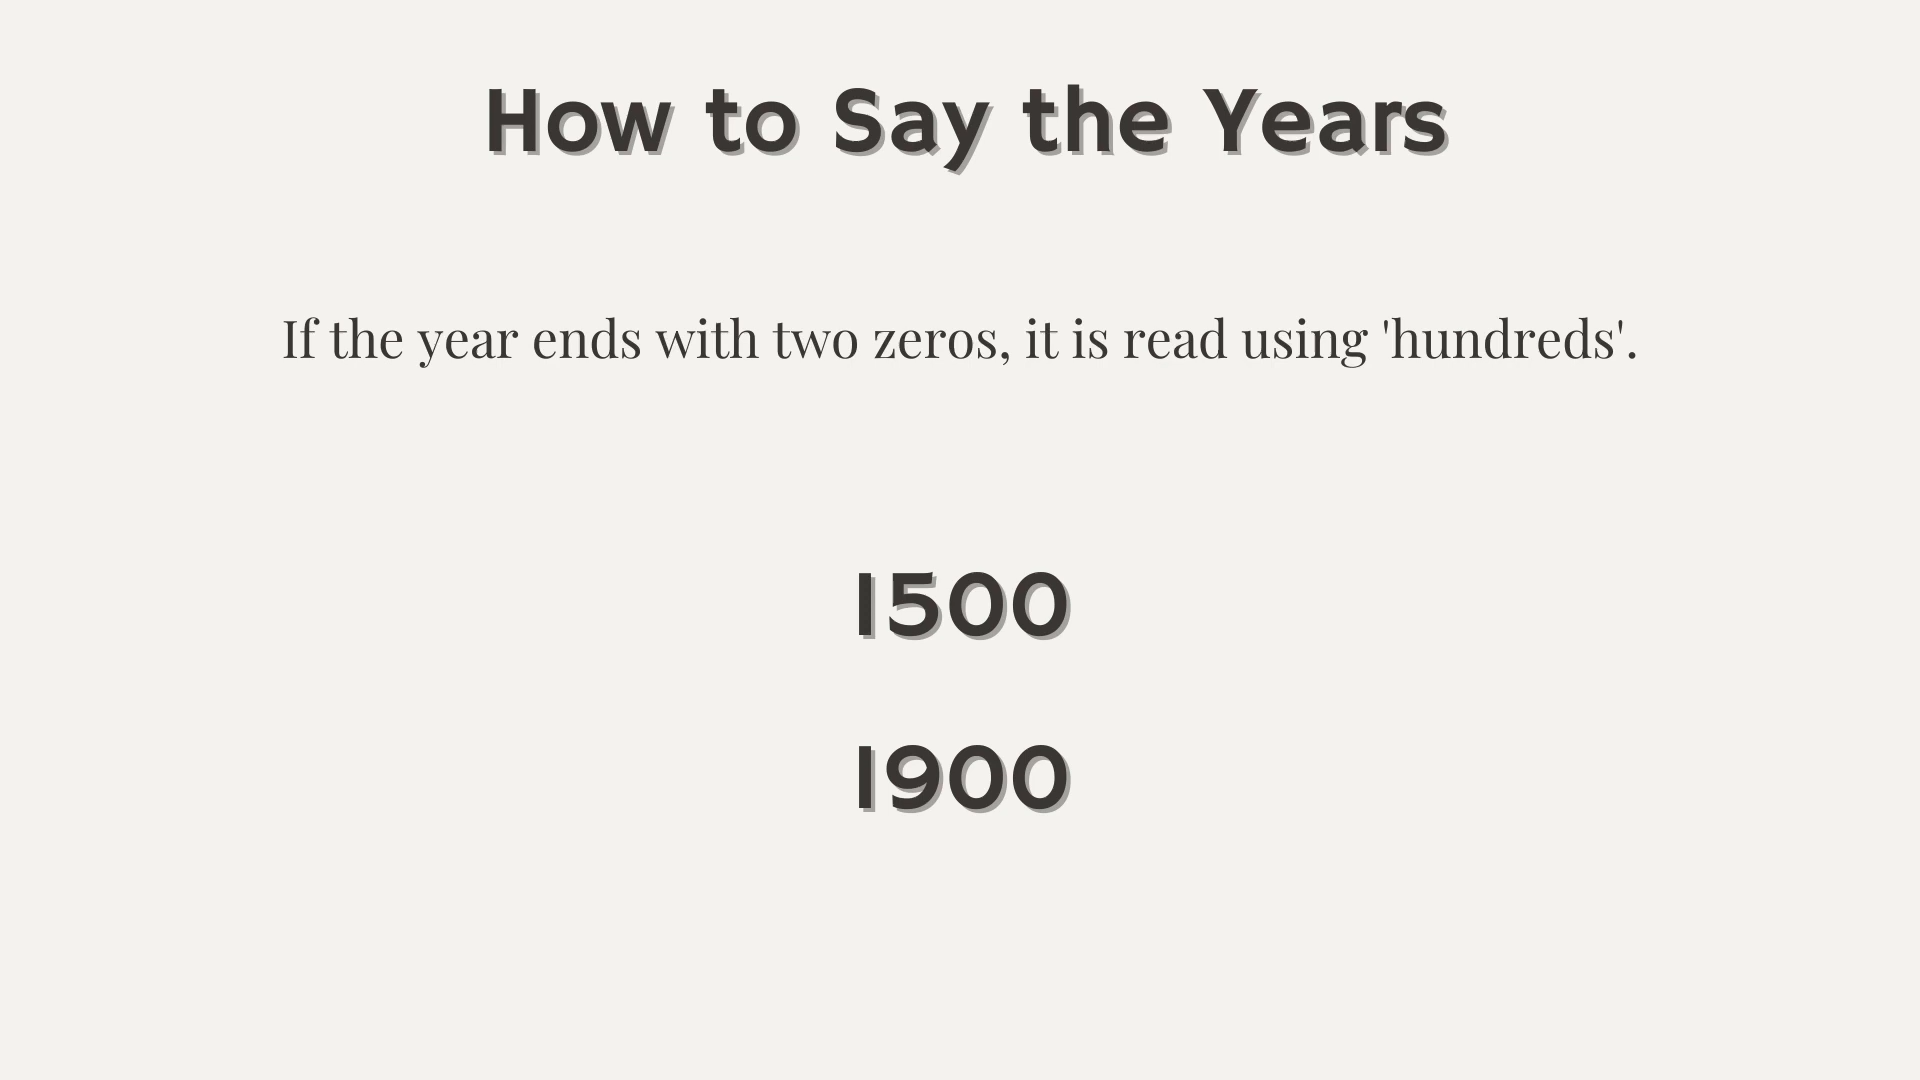 How to Say the Years
If the year ends with two zeros, it is read using 'hundreds'.
1500
1900